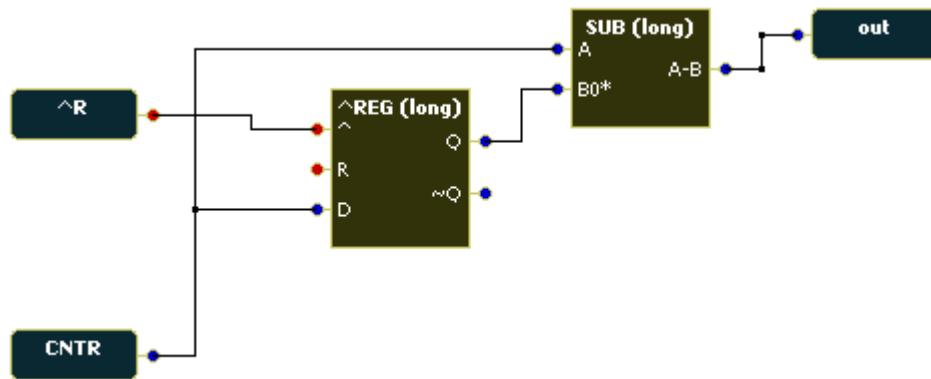 SUB (long)
out
A
A-B
B0*
^R
^REG (long)
^
Q
R
~Q
D
CNTR